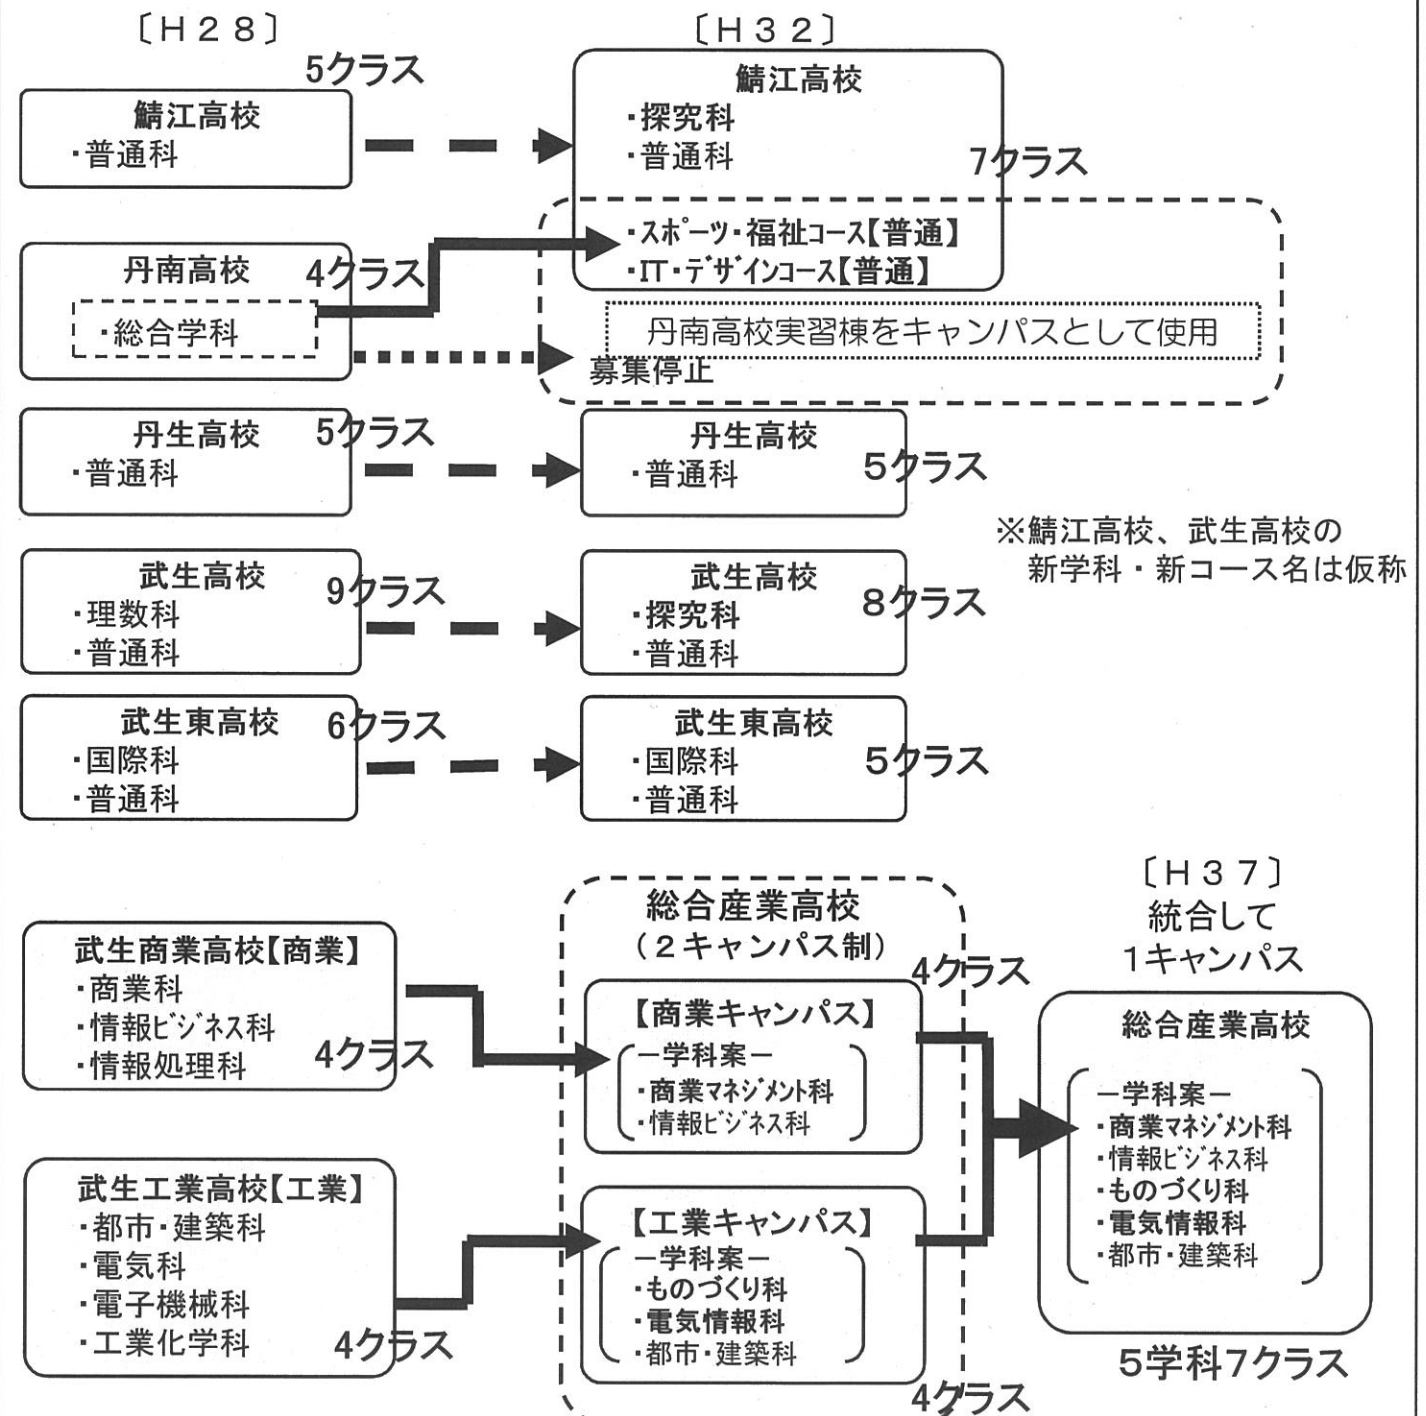 〔H28〕
〔H32〕
5クラス
鯖江高校
・普通科
鯖江高校
・探究科
・普通科
7クラス
・スポーツ・福祉コース【普通】
・IT・デザインコース【普通】
丹南高校
4クラス
・総合学科
丹南高校実習棟をキャンパスとして使用
募集停止
丹生高校
5クラス
・普通科
丹生高校
・普通科
5クラス
※鯖江高校、武生高校の
新学科・新コース名は仮称
武生高校
9クラス
・理数科
・普通科
武生高校
8クラス
・探究科
・普通科
武生東高校
6クラス
・国際科
・普通科
武生東高校
・国際科
5クラス
・普通科
〔H37〕
統合して
1キャンパス
総合産業高校
(2キャンパス制)
4クラス
武生商業高校【商業】
・商業科
・情報ビジネス科
・情報処理科
4クラス
【商業キャンパス】
－学科案－
・商業マネジメント科
・情報ビジネス科
総合産業高校
－学科案－
・商業マネジメント科
・情報ビジネス科
・ものづくり科
・電気情報科
・都市・建築科
5学科7クラス
武生工業高校【工業】
・都市・建築科
・電気科
・電子機械科
・工業化学科
4クラス
【工業キャンパス】
－学科案－
・ものづくり科
・電気情報科
・都市・建築科
4クラス